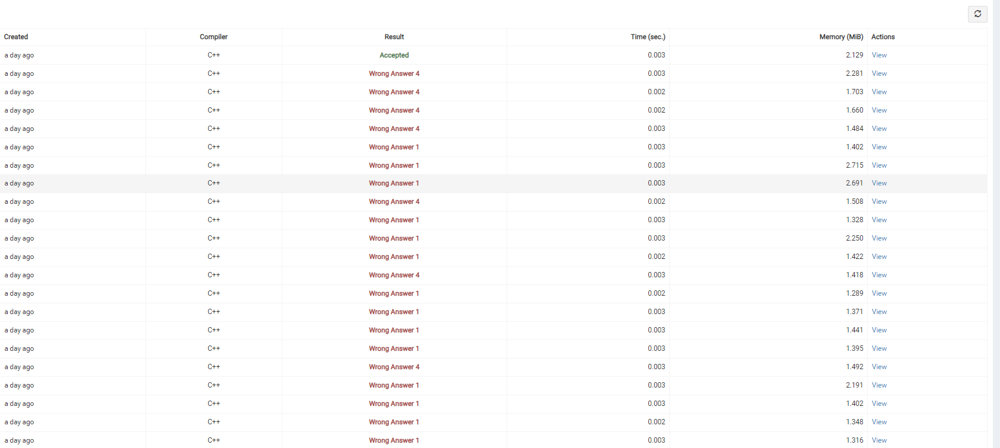 Created Compiler Result Time (sec.) Memory (MiB) Actions
a day ago C++ Accepted 0.003 2.129 View
a day ago C++ Wrong Answer 4 0.003 2.281 View
a day ago C++ Wrong Answer 4 0.002 1.703 View
a day ago C++ Wrong Answer 4 0.002 1.660 View
a day ago C++ Wrong Answer 4 0.003 1.484 View
a day ago C++ Wrong Answer 1 0.003 1.402 View
a day ago C++ Wrong Answer 1 0.003 2.715 View
a day ago C++ Wrong Answer 1 0.003 2.691 View
a day ago C++ Wrong Answer 4 0.002 1.508 View
a day ago C++ Wrong Answer 1 0.003 1.328 View
a day ago C++ Wrong Answer 1 0.003 2.250 View
a day ago C++ Wrong Answer 1 0.002 1.422 View
a day ago C++ Wrong Answer 4 0.003 1.418 View
a day ago C++ Wrong Answer 1 0.002 1.289 View
a day ago C++ Wrong Answer 1 0.003 1.371 View
a day ago C++ Wrong Answer 1 0.003 1.441 View
a day ago C++ Wrong Answer 1 0.003 1.395 View
a day ago C++ Wrong Answer 4 0.003 1.492 View
a day ago C++ Wrong Answer 1 0.003 2.191 View
a day ago C++ Wrong Answer 1 0.003 1.402 View
a day ago C++ Wrong Answer 1 0.002 1.348 View
a day ago C++ Wrong Answer 1 0.003 1.316 View